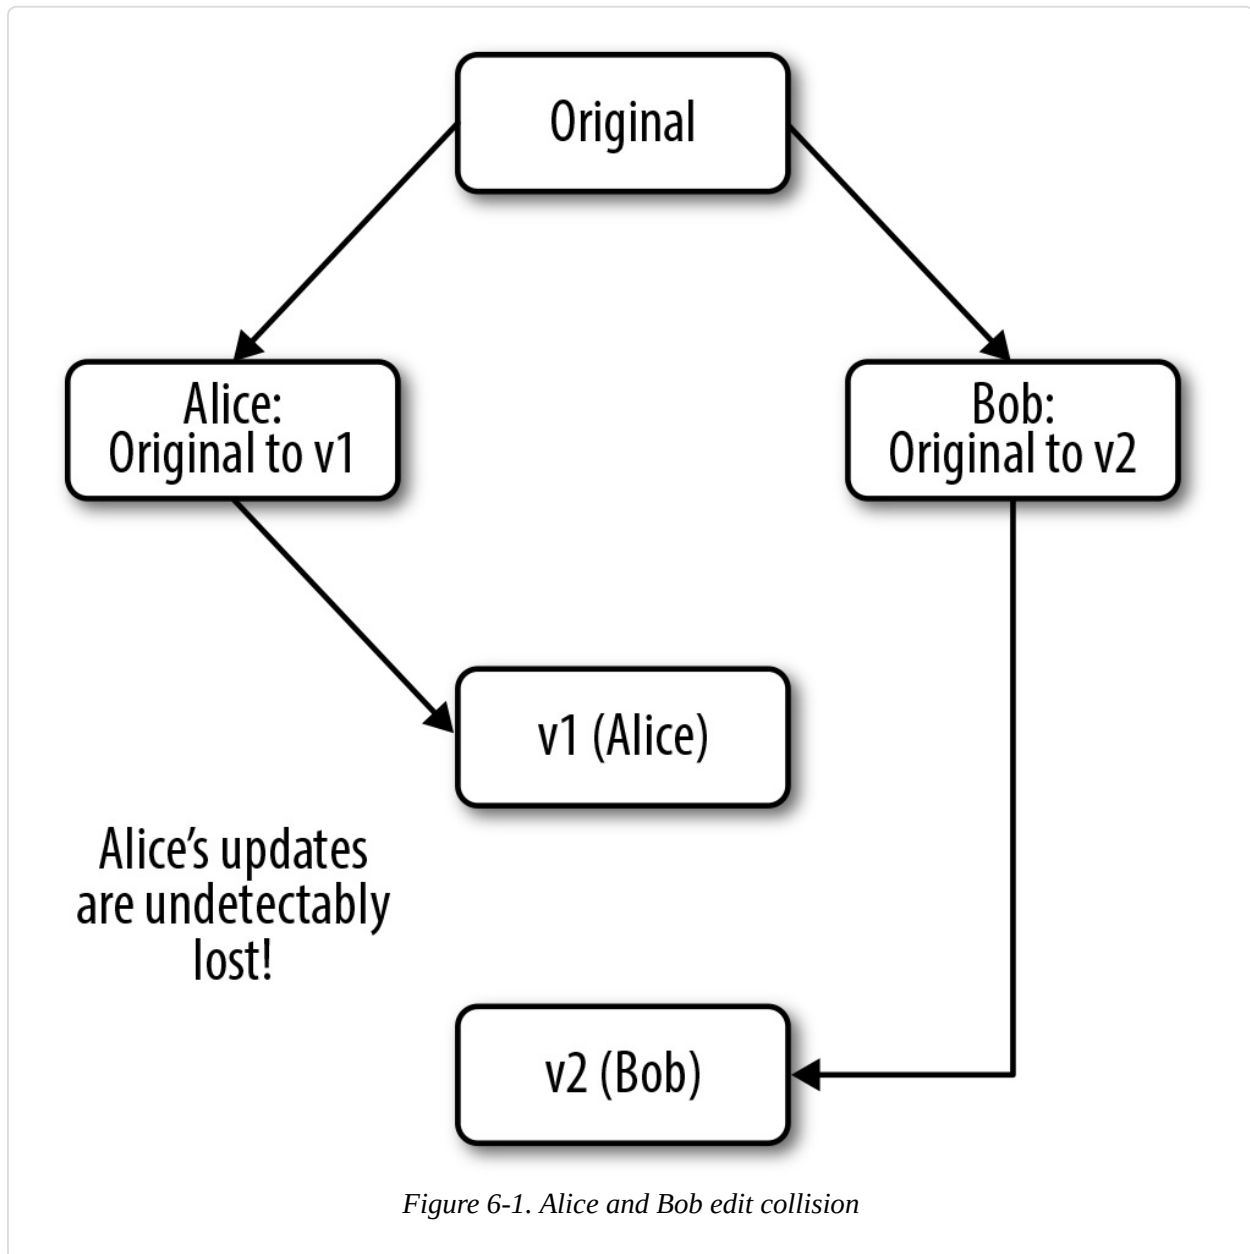 Original
Alice:
Original to v1
Bob:
Original to v2
v1 (Alice)
Alice’s updates
are undetectably
lost!
v2 (Bob)
Figure 6-1. Alice and Bob edit collision